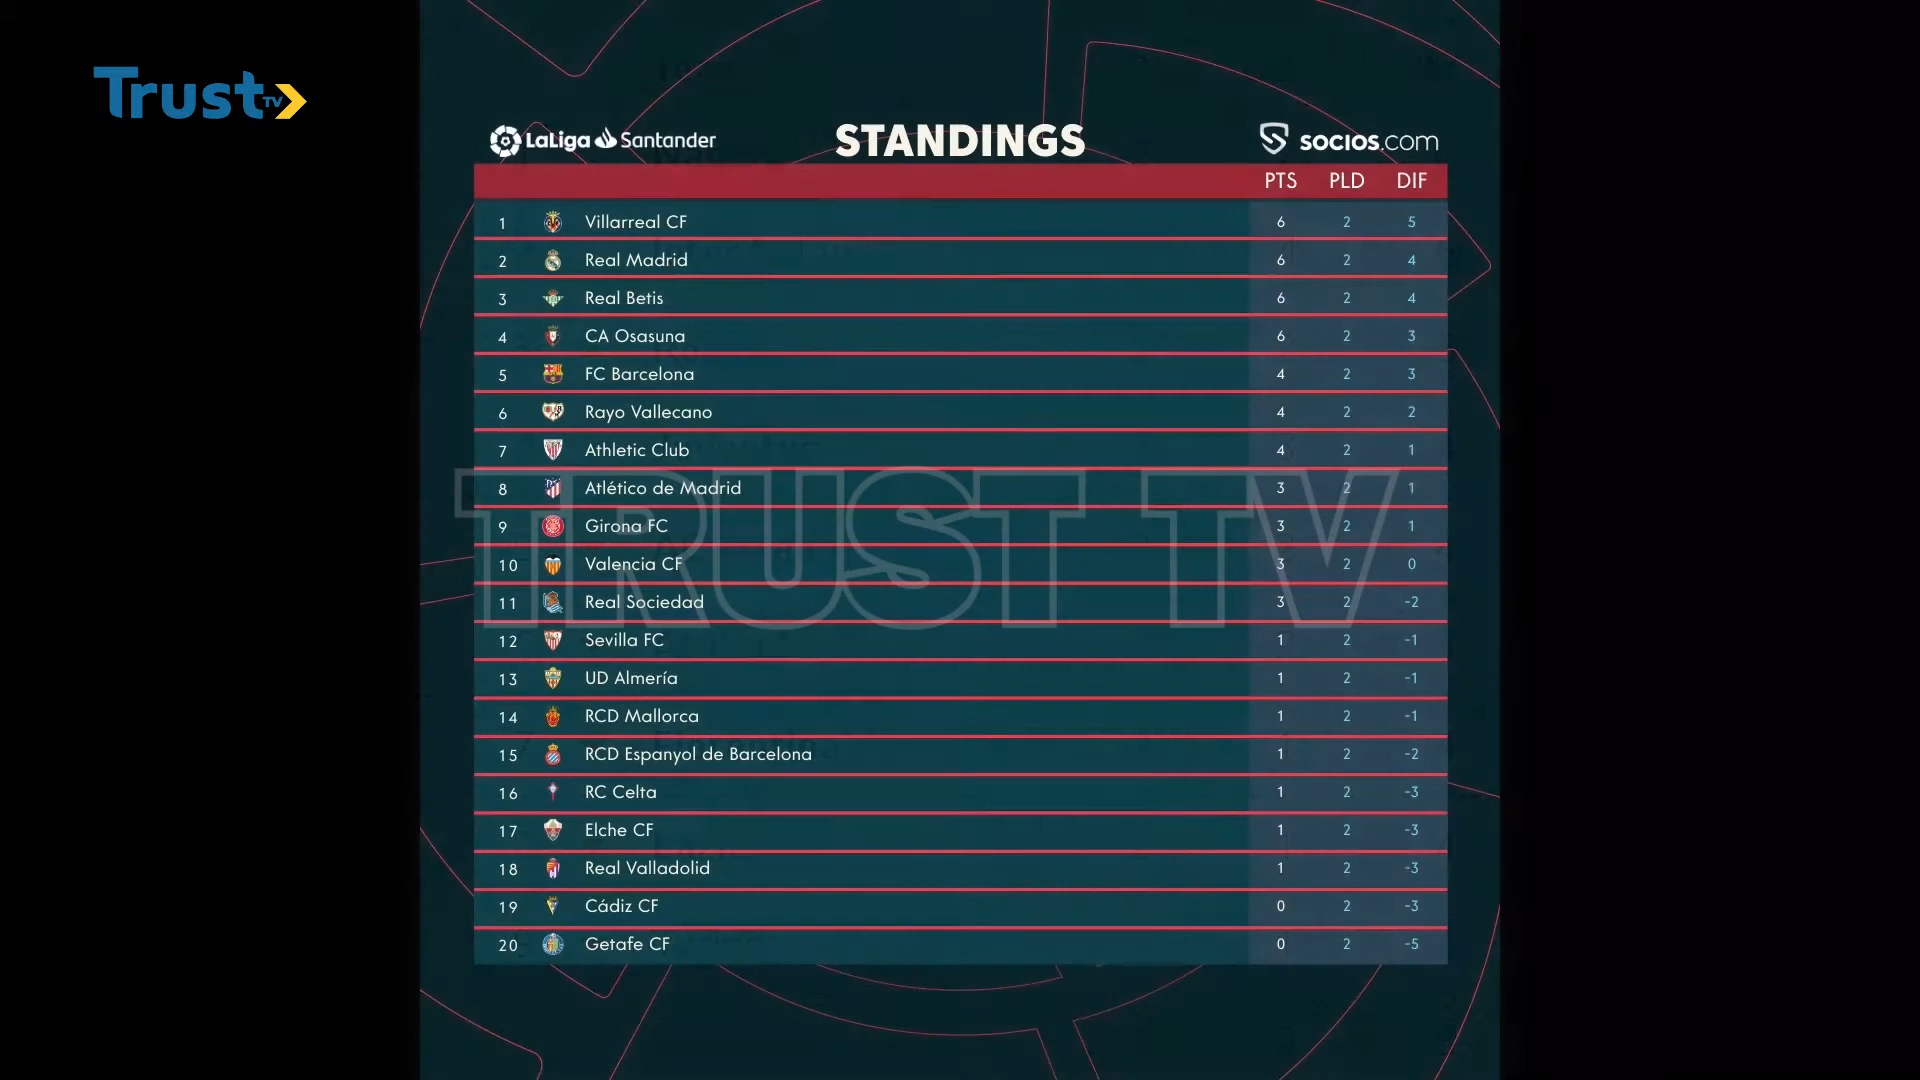 Trust TV
LaLiga Santander STANDINGS SOCIOS.com
PTS PLD DIF
1 Villarreal CF 6 2 5
2 Real Madrid 6 2 4
3 Real Betis 6 2 4
4 CA Osasuna 6 2 3
5 FC Barcelona 4 2 3
6 Rayo Vallecano 4 2 2
7 Athletic Club 4 2 1
8 Atlético de Madrid 3 2 1
9 Girona FC 3 2 1
10 Valencia CF 3 2 0
11 Real Sociedad 3 2 -2
12 Sevilla FC 1 2 -1
13 UD Almería 1 2 -1
14 RCD Mallorca 1 2 -1
15 RCD Espanyol de Barcelona 1 2 -2
16 RC Celta 1 2 -3
17 Elche CF 1 2 -3
18 Real Valladolid 1 2 -3
19 Cádiz CF 0 2 -3
20 Getafe CF 0 2 -5
TRUST TV